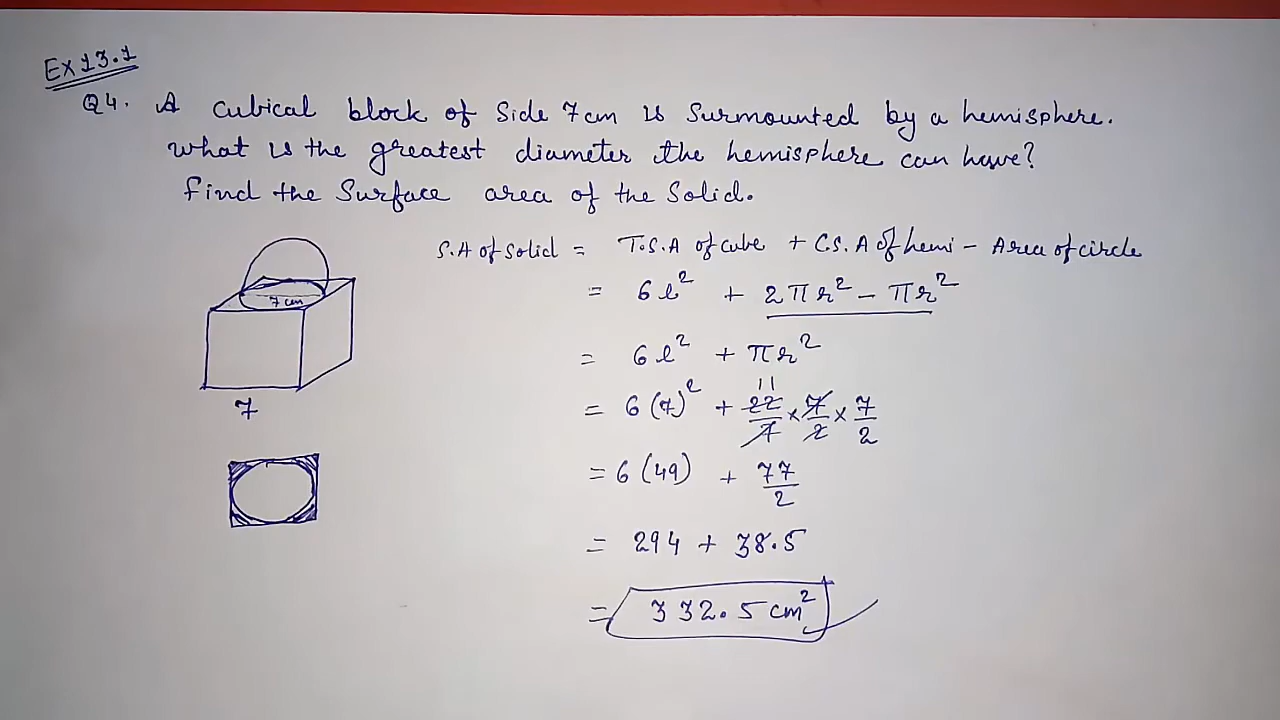 Ex 13.1
Q4. A cubical block of side 7cm is surmounted by a hemisphere.
What is the greatest diameter the hemisphere can have?
Find the Surface area of the Solid.
S.A of Solid = T.S.A of cube + C.S.A of hemi - Area of circle
= 6l² + 2πr² - πr²
= 6l² + πr²
= 6(7)² + 22/7 × 7/2 × 7/2
11
= 6(49) + 77/2
= 294 + 38.5
= 332.5 cm²
7cm
7